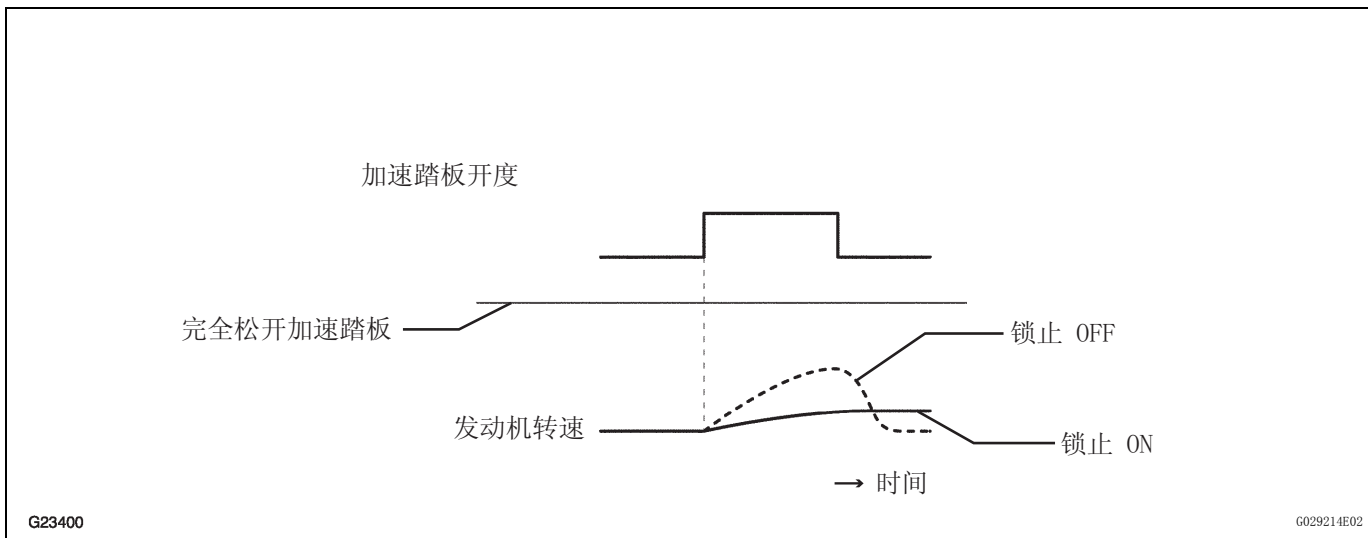 加速踏板开度
完全松开加速踏板
锁止 OFF
发动机转速
锁止 ON
→ 时间
G23400
G029214E02